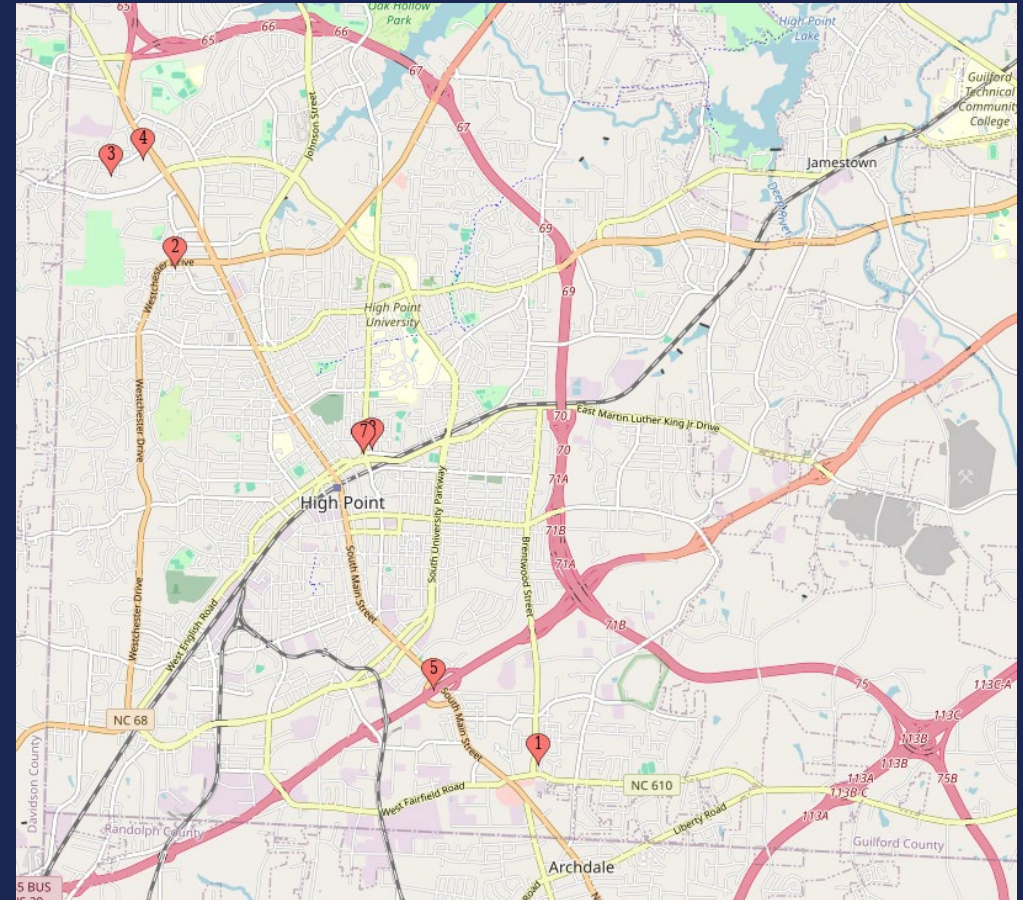 Oak Hollow
Park
65
66
66
65
High Point
Lake
67
67
Guilford
Technical
Community
College
Johnson Street
4
3
Jamestown
Deep River
69
2
Westchester Drive
69
High Point
University
Westchester Drive
70
East Martin Luther King Jr Drive
7
70
71A
High Point
South University Parkway
71B
Brentwood Street
71A
South Main Street
Westchester Drive
West English Road
71B
5
75
113C-A
South Main Street
NC 68
113C
113B
1
113B
Davidson County
113A
75B
NC 610
113B-C
West Fairfield Road
113A
Liberty Road
Randolph County
Guilford County
Archdale
5 BUS
Road